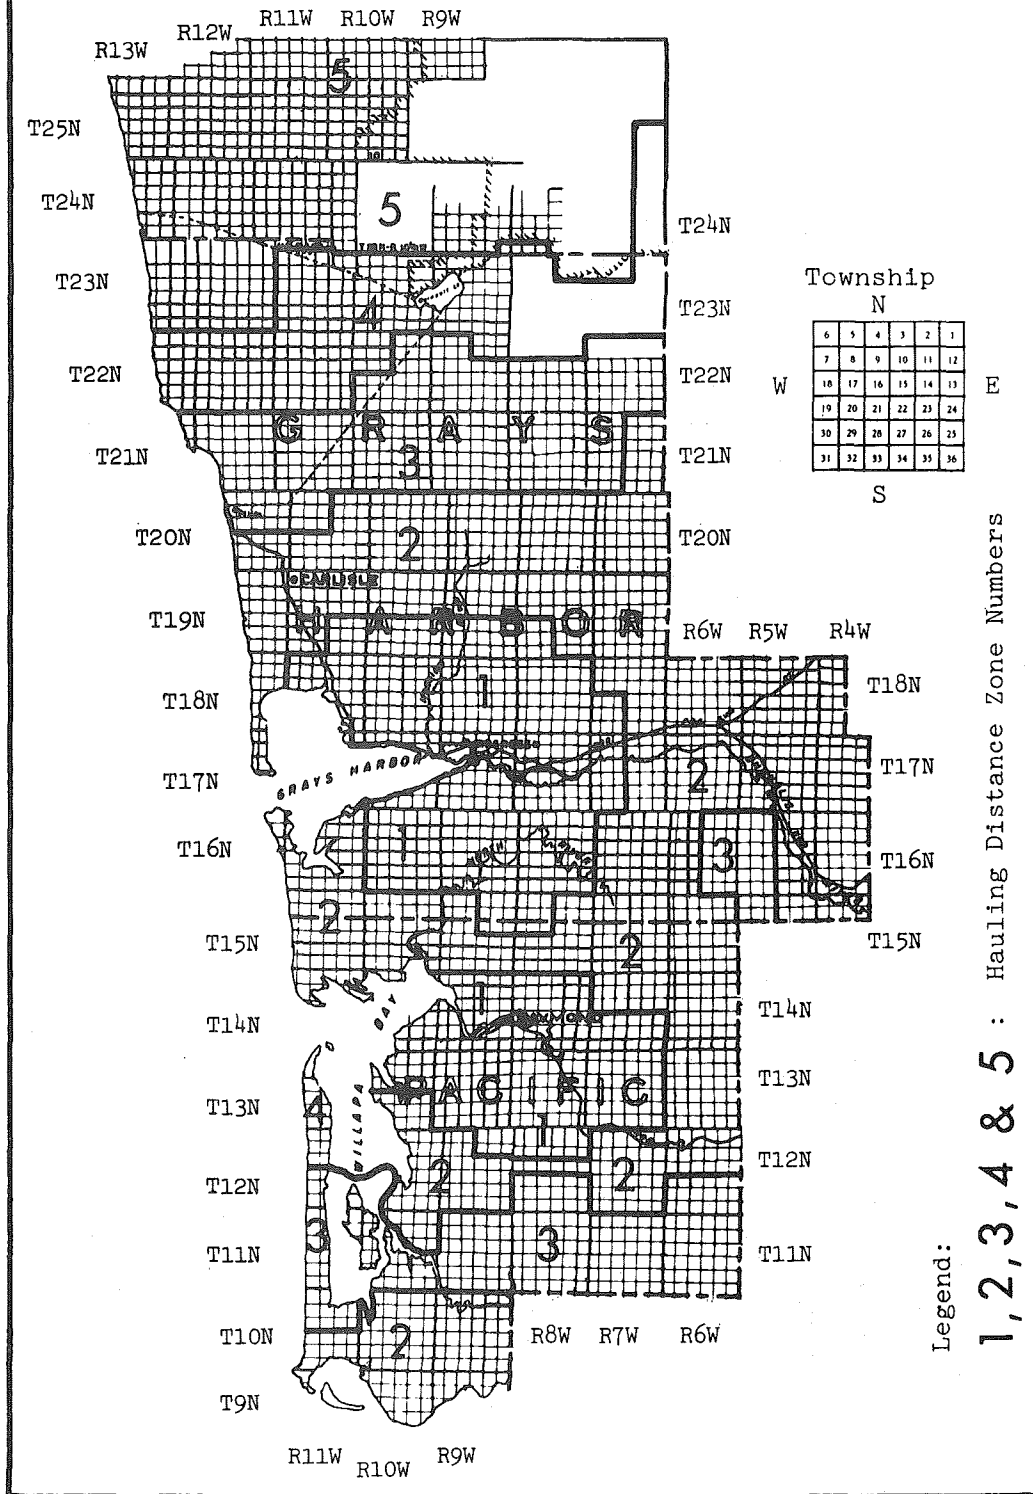 R11W R10W R9W
R12W
R13W
5
T25N
T24N
5
T24N
T23N
4
T23N
T22N
T22N
G R A Y S
T21N
3
T21N
T20N
2
T20N
CARLISLE
T19N
H A R B O R
R6W R5W R4W
T18N
1
T18N
GRAYS HARBOR
T17N
2
T17N
T16N
1
3
T16N
2
T15N
2
T15N
BAY
1
T14N
T14N
T13N
P A C I F I C
T13N
4
WILLAPA
1
T12N
T12N
2
2
3
T11N
3
T11N
T10N
2
R8W R7W R6W
T9N
R11W R10W R9W
Township
N
6 5 4 3 2 1
7 8 9 10 11 12
W 18 17 16 15 14 13 E
19 20 21 22 23 24
30 29 28 27 26 25
31 32 33 34 35 36
S
Legend:
1,2,3,4 & 5 : Hauling Distance Zone Numbers